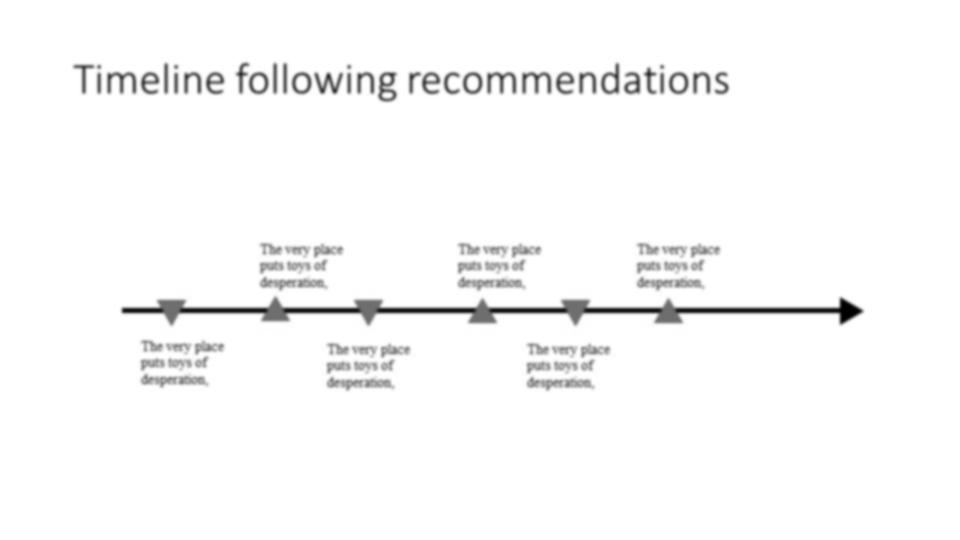 Timeline following recommendations
The very place
puts toys of
desperation,
The very place
puts toys of
desperation,
The very place
puts toys of
desperation,
The very place
puts toys of
desperation,
The very place
puts toys of
desperation,
The very place
puts toys of
desperation,